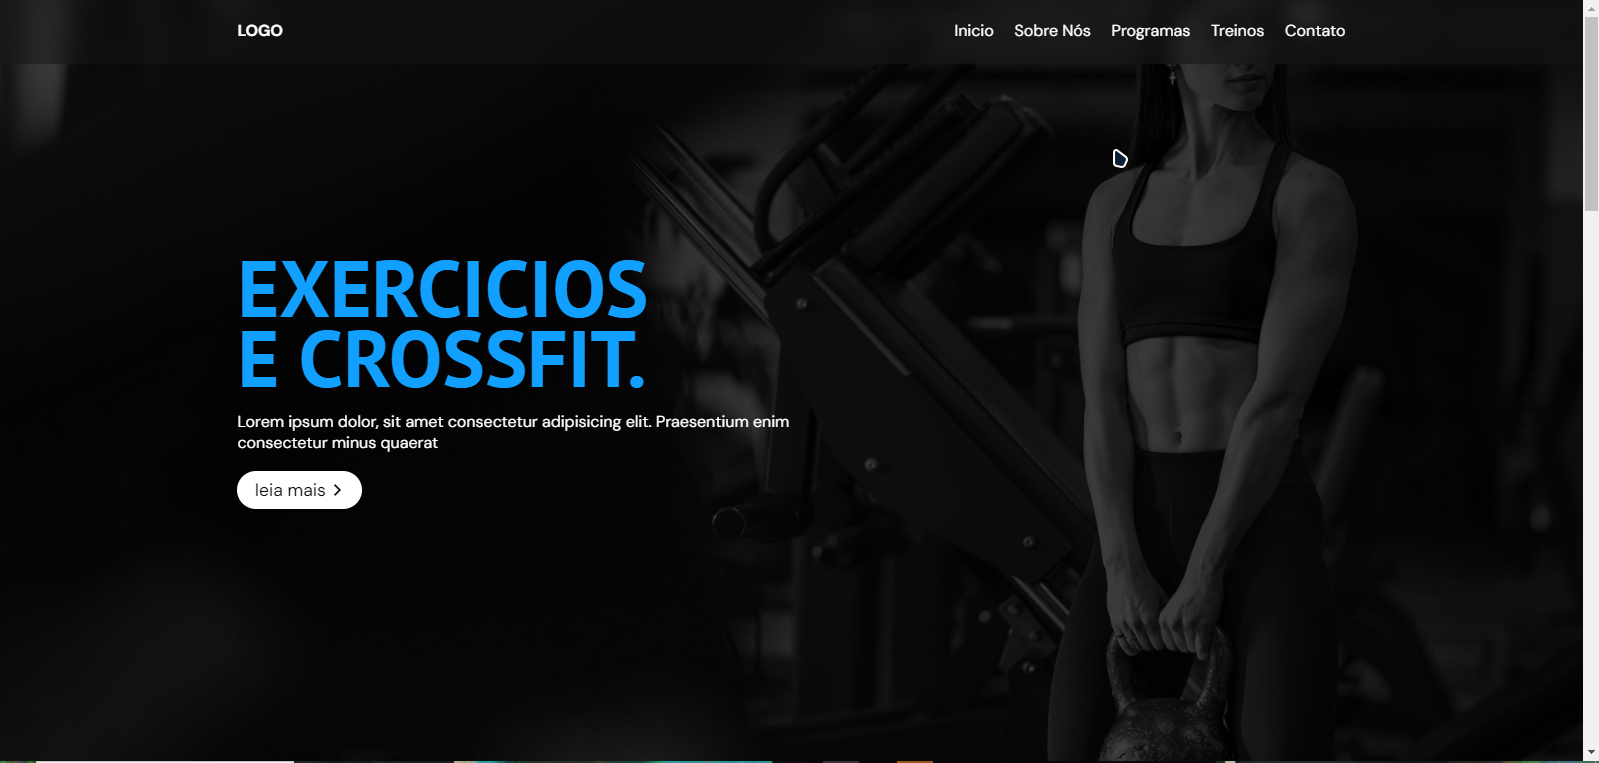 LOGO
Inicio Sobre Nós Programas Treinos Contato
EXERCICIOS
E CROSSFIT.
Lorem ipsum dolor, sit amet consectetur adipisicing elit. Praesentium enim
consectetur minus quaerat
leia mais